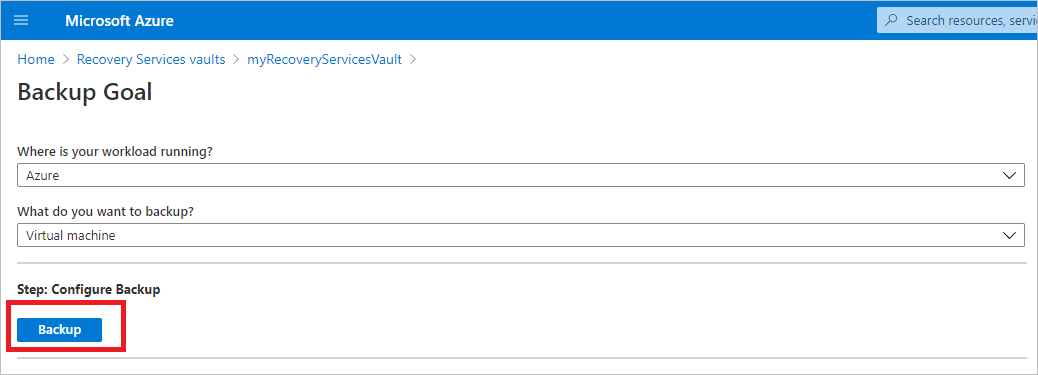 Microsoft Azure
Search resources, servic
Home > Recovery Services vaults > myRecoveryServicesVault >
Backup Goal
Where is your workload running?
Azure
What do you want to backup?
Virtual machine
Step: Configure Backup
Backup